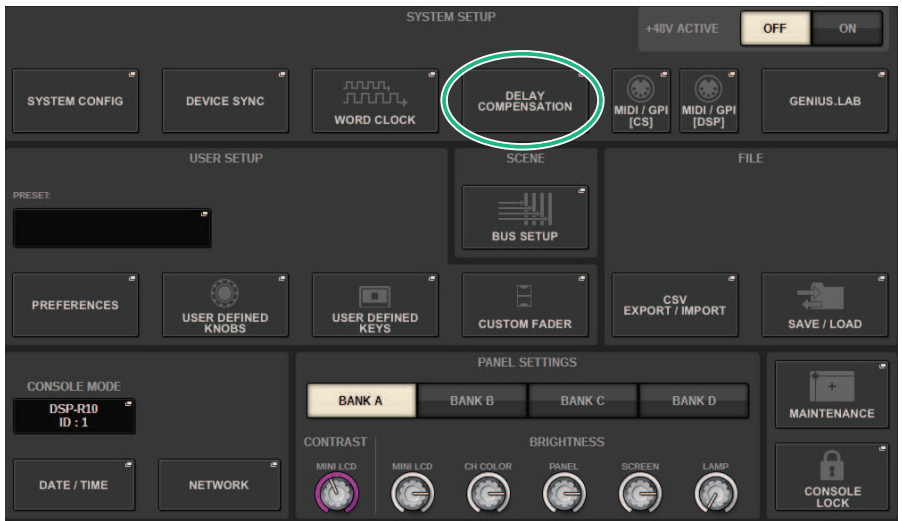 SYSTEM SETUP
+48V ACTIVE
OFF
ON
SYSTEM CONFIG
DEVICE SYNC
WORD CLOCK
DELAY
COMPENSATION
MIDI / GPI
[CS]
MIDI / GPI
[DSP]
GENIUS.LAB
USER SETUP
SCENE
FILE
PRESET:
BUS SETUP
PREFERENCES
USER DEFINED
KNOBS
USER DEFINED
KEYS
CUSTOM FADER
CSV
EXPORT / IMPORT
SAVE / LOAD
CONSOLE MODE
DSP-R10
ID : 1
DATE / TIME
NETWORK
PANEL SETTINGS
BANK A
BANK B
BANK C
BANK D
CONTRAST
BRIGHTNESS
MINI LCD
MINI LCD
CH COLOR
PANEL
SCREEN
LAMP
MAINTENANCE
CONSOLE
LOCK